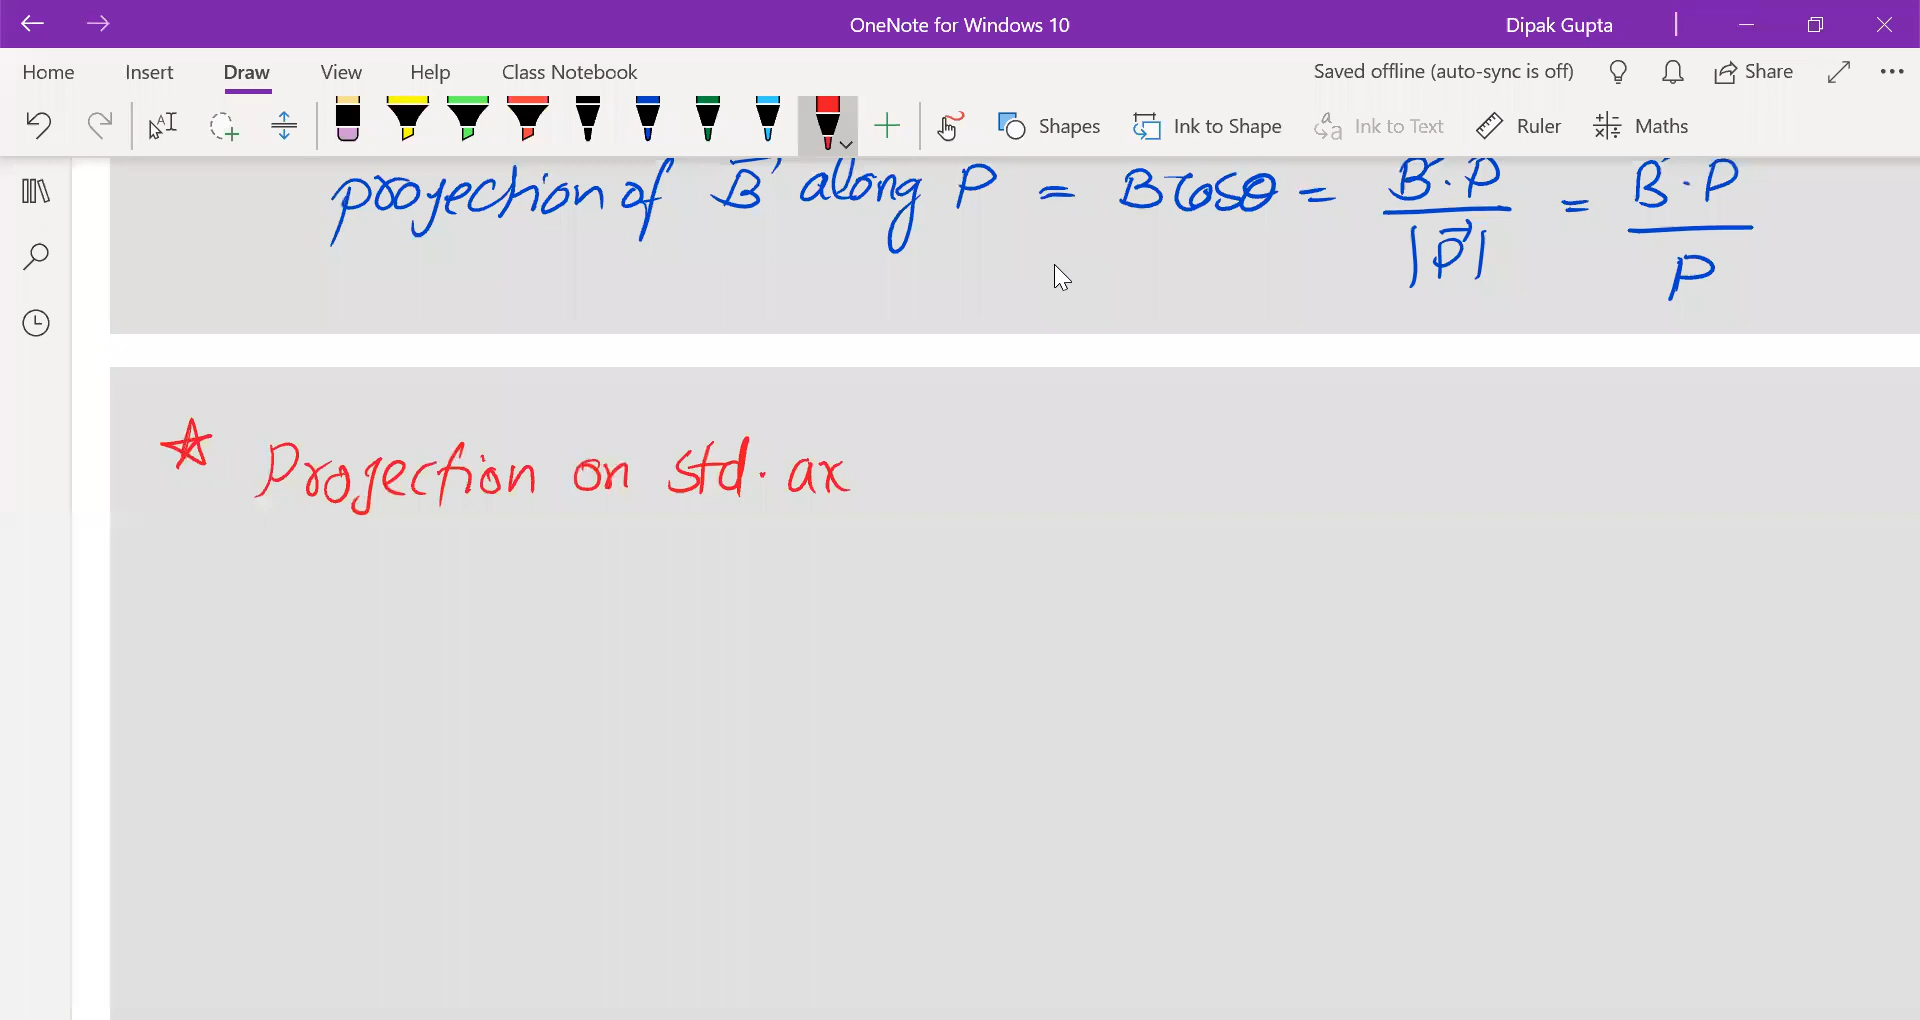 OneNote for Windows 10
Dipak Gupta
Home Insert Draw View Help Class Notebook
Saved offline (auto-sync is off) Share
Shapes Ink to Shape Ink to Text Ruler Maths
projection of B⃗ along P = B cosθ = B·P / |P⃗| = B·P / P
Projection on std. ax